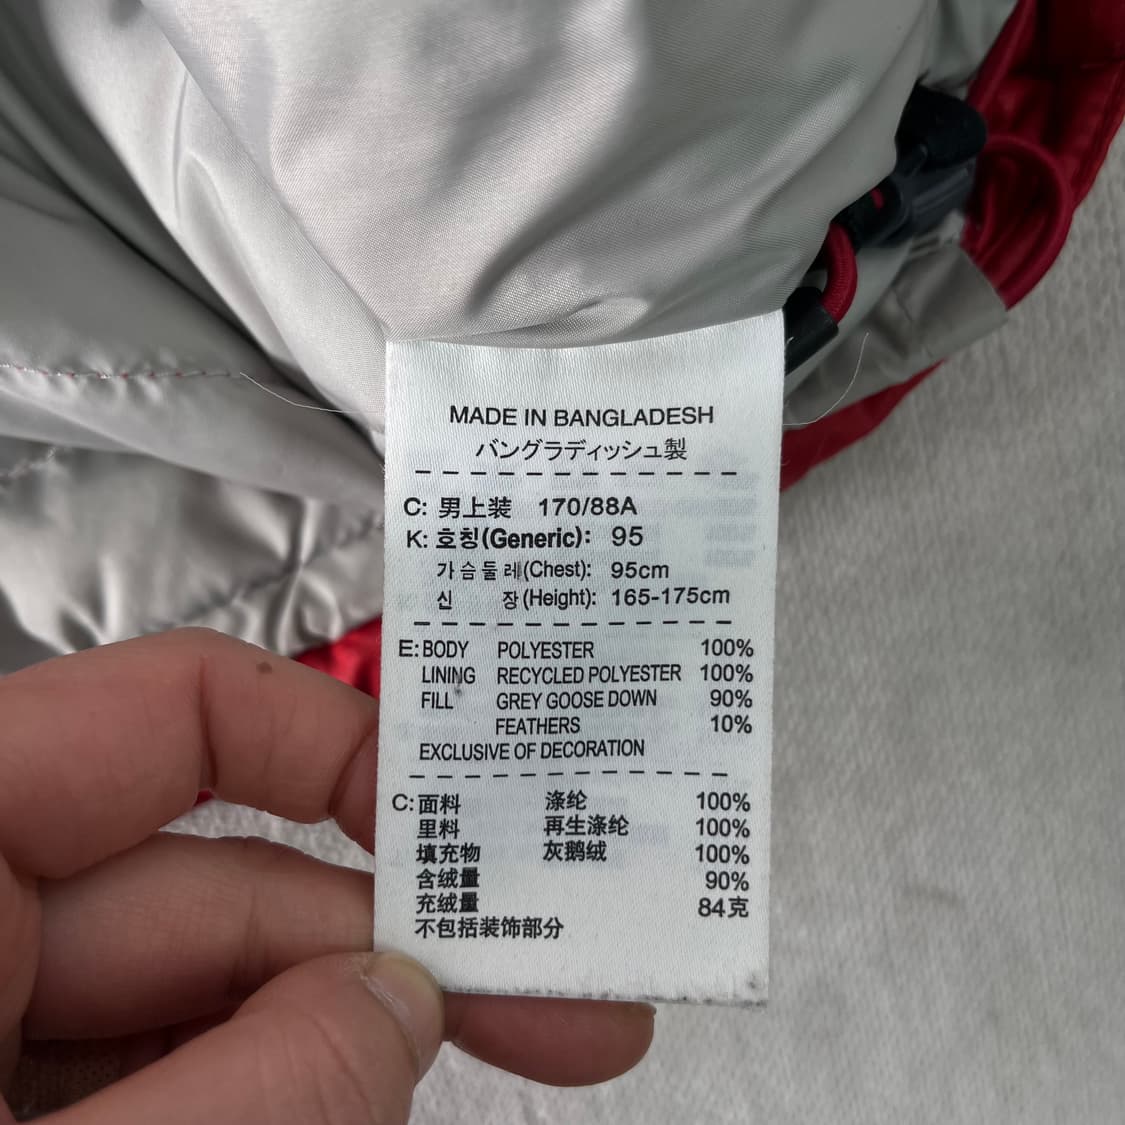 MADE IN BANGLADESH
バングラディッシュ製
C: 男上装 170/88A
K: 호칭(Generic): 95
가슴둘레(Chest): 95cm
신 장(Height): 165-175cm
E: BODY POLYESTER 100%
LINING RECYCLED POLYESTER 100%
FILL GREY GOOSE DOWN 90%
FEATHERS 10%
EXCLUSIVE OF DECORATION
C: 面料 涤纶 100%
里料 再生涤纶 100%
填充物 灰鹅绒 100%
含绒量 90%
充绒量 84克
不包括装饰部分